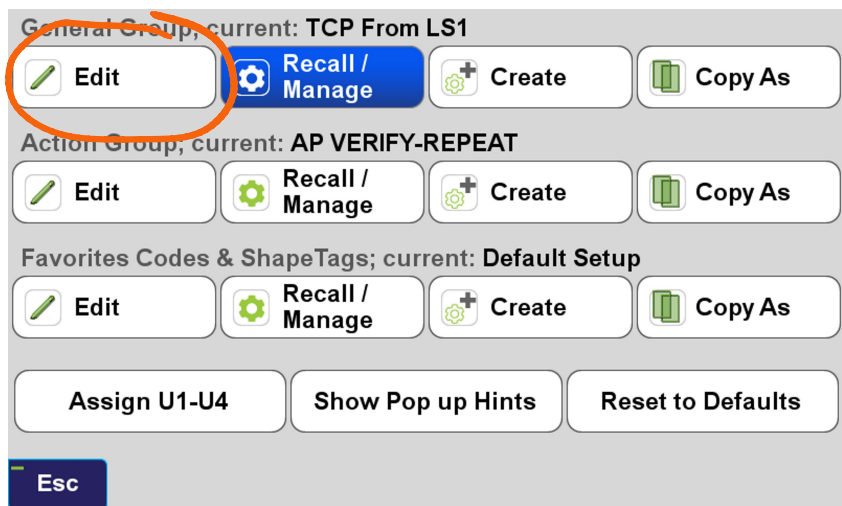 General Group; current: TCP From LS1
Edit
Recall / Manage
Create
Copy As
Action Group; current: AP VERIFY-REPEAT
Edit
Recall / Manage
Create
Copy As
Favorites Codes & ShapeTags; current: Default Setup
Edit
Recall / Manage
Create
Copy As
Assign U1-U4
Show Pop up Hints
Reset to Defaults
Esc